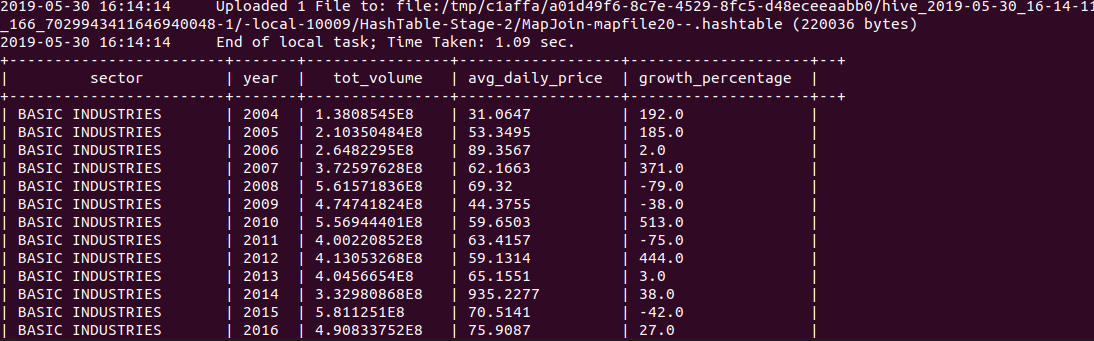 2019-05-30 16:14:14     Uploaded 1 File to: file:/tmp/c1affa/a01d49f6-8c7e-4529-8fc5-d48eceeaabb0/hive_2019-05-30_16-14-11
_166_7029943411646940048-1/-local-10009/HashTable-Stage-2/MapJoin-mapfile20--.hashtable (220036 bytes)
2019-05-30 16:14:14     End of local task; Time Taken: 1.09 sec.
+-------------------------+-------+----------------+------------------+--------------------+--+
|         sector          | year  |   tot_volume   | avg_daily_price  | growth_percentage  |
+-------------------------+-------+----------------+------------------+--------------------+--+
| BASIC INDUSTRIES        | 2004  | 1.3808545E8    | 31.0647          | 192.0              |
| BASIC INDUSTRIES        | 2005  | 2.10350484E8   | 53.3495          | 185.0              |
| BASIC INDUSTRIES        | 2006  | 2.6482295E8    | 89.3567          | 2.0                |
| BASIC INDUSTRIES        | 2007  | 3.72597628E8   | 62.1663          | 371.0              |
| BASIC INDUSTRIES        | 2008  | 5.61571836E8   | 69.32            | -79.0              |
| BASIC INDUSTRIES        | 2009  | 4.74741824E8   | 44.3755          | -38.0              |
| BASIC INDUSTRIES        | 2010  | 5.56944401E8   | 59.6503          | 513.0              |
| BASIC INDUSTRIES        | 2011  | 4.00220852E8   | 63.4157          | -75.0              |
| BASIC INDUSTRIES        | 2012  | 4.13053268E8   | 59.1314          | 444.0              |
| BASIC INDUSTRIES        | 2013  | 4.0456654E8    | 65.1551          | 3.0                |
| BASIC INDUSTRIES        | 2014  | 3.32980868E8   | 935.2277         | 38.0               |
| BASIC INDUSTRIES        | 2015  | 5.811251E8     | 70.5141          | -42.0              |
| BASIC INDUSTRIES        | 2016  | 4.90833752E8   | 75.9087          | 27.0               |